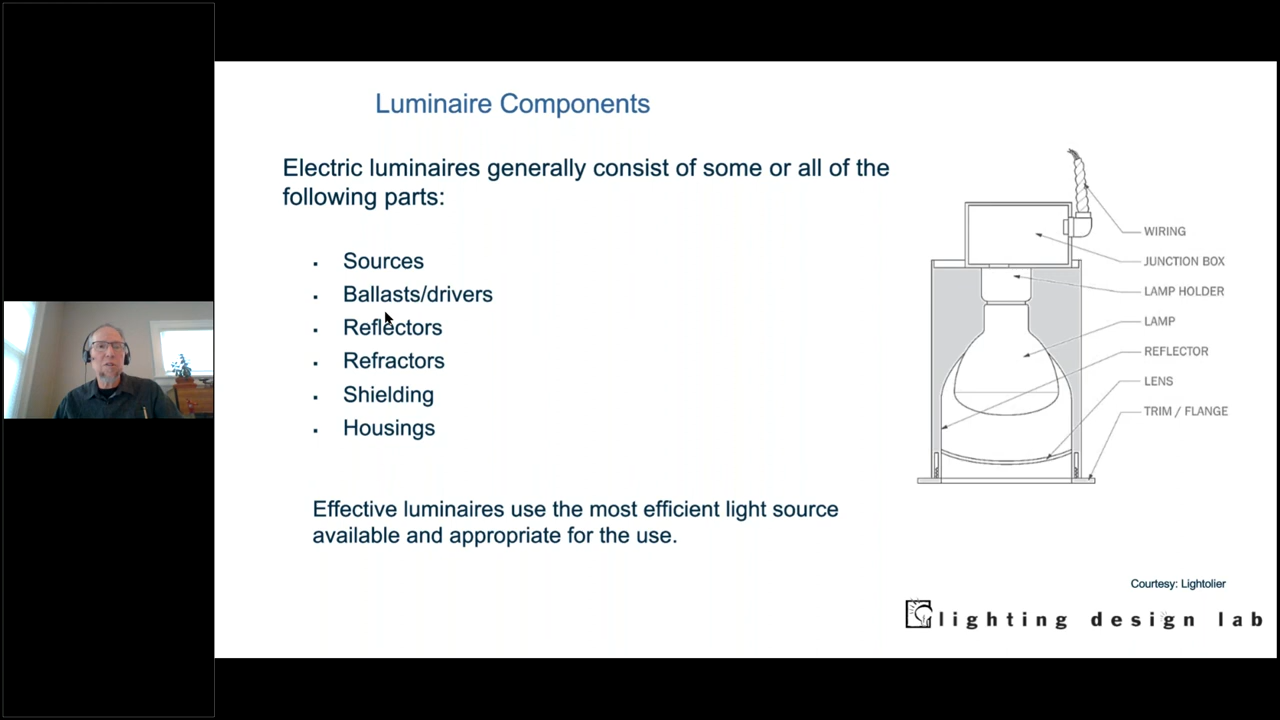 Luminaire Components
Electric luminaires generally consist of some or all of the
following parts:
Sources
Ballasts/drivers
Reflectors
Refractors
Shielding
Housings
Effective luminaires use the most efficient light source
available and appropriate for the use.
WIRING
JUNCTION BOX
LAMP HOLDER
LAMP
REFLECTOR
LENS
TRIM / FLANGE
Courtesy: Lightolier
lighting design lab